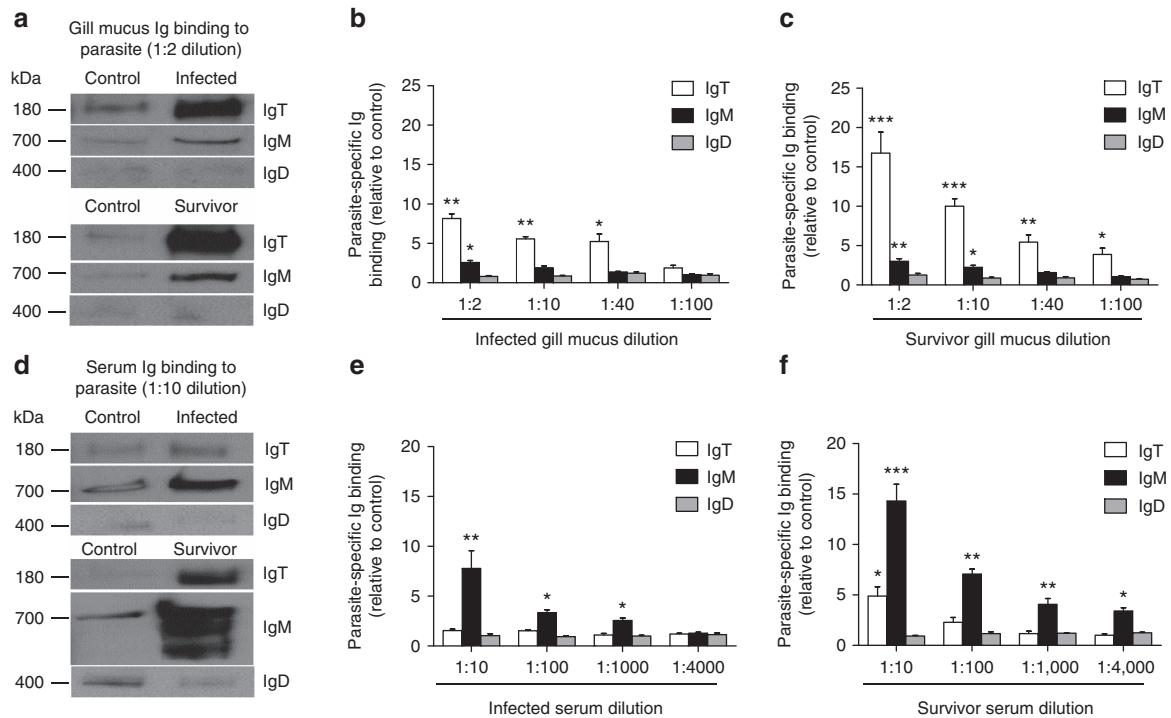 a
Gill mucus Ig binding to
parasite (1:2 dilution)
kDa
Control Infected
180 IgT
700 IgM
400 IgD
Control Survivor
180 IgT
700 IgM
400 IgD
b
Parasite-specific Ig
binding (relative to control)
25
20
15
10
5
0
IgT
IgM
IgD
** * ** *
1:2 1:10 1:40 1:100
Infected gill mucus dilution
c
Parasite-specific Ig binding
(relative to control)
25
20
15
10
5
0
IgT
IgM
IgD
*** ** *** * ** *
1:2 1:10 1:40 1:100
Survivor gill mucus dilution
d
Serum Ig binding to
parasite (1:10 dilution)
kDa
Control Infected
180 IgT
700 IgM
400 IgD
Control Survivor
180 IgT
700 IgM
400 IgD
e
Parasite-specific Ig binding
(relative to control)
20
15
10
5
0
IgT
IgM
IgD
** * *
1:10 1:100 1:1000 1:4000
Infected serum dilution
f
Parasite-specific Ig binding
(relative to control)
20
15
10
5
0
IgT
IgM
IgD
* *** ** ** *
1:10 1:100 1:1,000 1:4,000
Survivor serum dilution